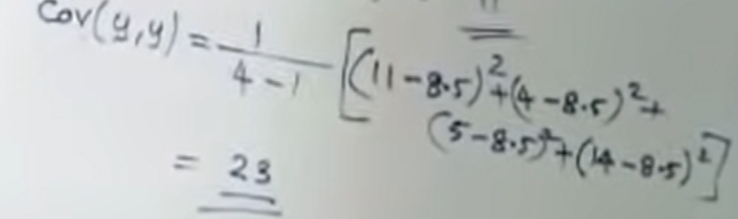 Cov(y,y) = 1/(4-1) [(11-8.5)²+(4-8.5)²+
(5-8.5)²+(14-8.5)²]
= 23